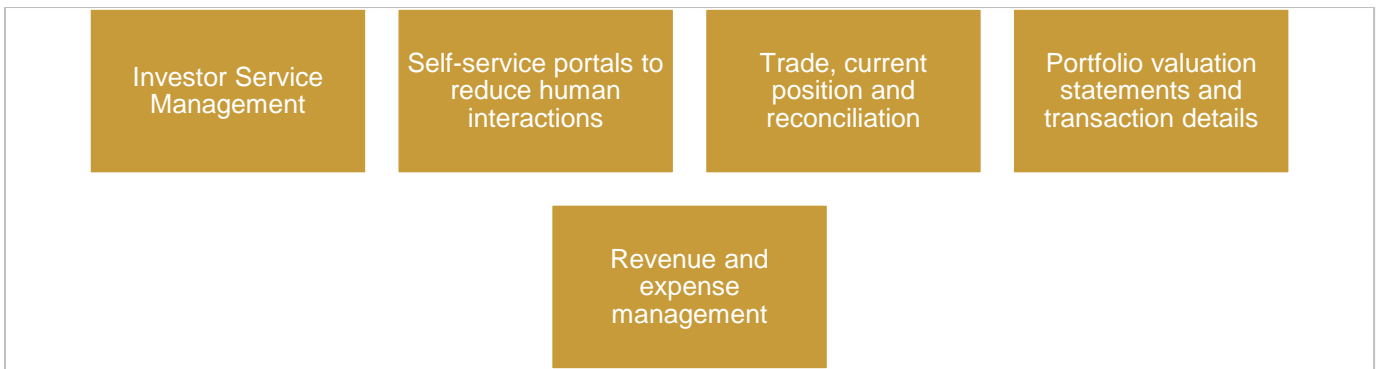 Investor Service
Management
Self-service portals to
reduce human
interactions
Trade, current
position and
reconciliation
Portfolio valuation
statements and
transaction details
Revenue and
expense
management